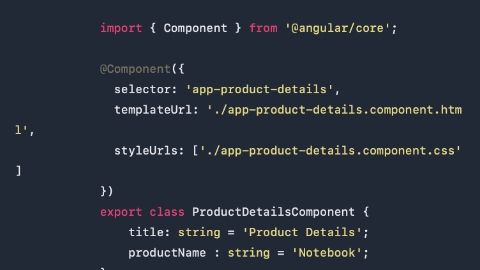 import { Component } from '@angular/core';
@Component({
selector: 'app-product-details',
templateUrl: './app-product-details.component.htm
l',
styleUrls: ['./app-product-details.component.css'
]
})
export class ProductDetailsComponent {
title: string = 'Product Details';
productName : string = 'Notebook';
}